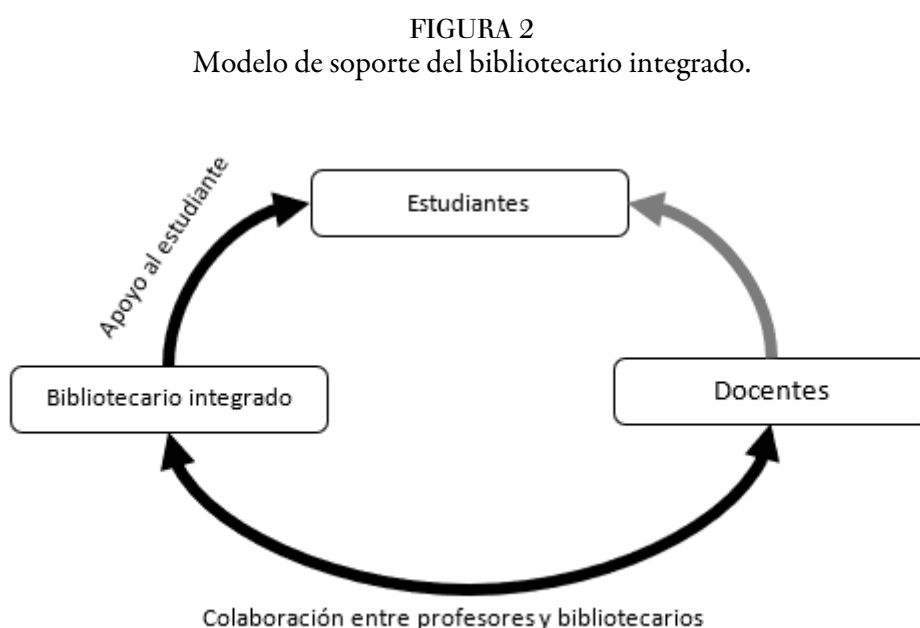 FIGURA 2
Modelo de soporte del bibliotecario integrado.
Apoyo al estudiante
Estudiantes
Bibliotecario integrado
Docentes
Colaboración entre profesores y bibliotecarios